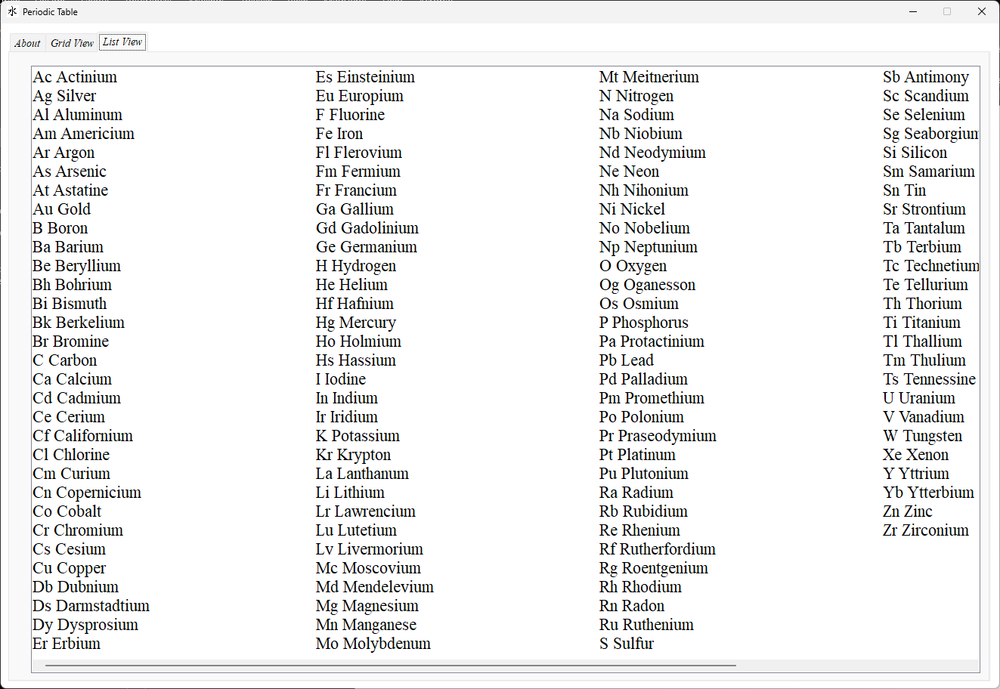 Periodic Table
About
Grid View
List View
Ac Actinium
Ag Silver
Al Aluminum
Am Americium
Ar Argon
As Arsenic
At Astatine
Au Gold
B Boron
Ba Barium
Be Beryllium
Bh Bohrium
Bi Bismuth
Bk Berkelium
Br Bromine
C Carbon
Ca Calcium
Cd Cadmium
Ce Cerium
Cf Californium
Cl Chlorine
Cm Curium
Cn Copernicium
Co Cobalt
Cr Chromium
Cs Cesium
Cu Copper
Db Dubnium
Ds Darmstadtium
Dy Dysprosium
Er Erbium
Es Einsteinium
Eu Europium
F Fluorine
Fe Iron
Fl Flerovium
Fm Fermium
Fr Francium
Ga Gallium
Gd Gadolinium
Ge Germanium
H Hydrogen
He Helium
Hf Hafnium
Hg Mercury
Ho Holmium
Hs Hassium
I Iodine
In Indium
Ir Iridium
K Potassium
Kr Krypton
La Lanthanum
Li Lithium
Lr Lawrencium
Lu Lutetium
Lv Livermorium
Mc Moscovium
Md Mendelevium
Mg Magnesium
Mn Manganese
Mo Molybdenum
Mt Meitnerium
N Nitrogen
Na Sodium
Nb Niobium
Nd Neodymium
Ne Neon
Nh Nihonium
Ni Nickel
No Nobelium
Np Neptunium
O Oxygen
Og Oganesson
Os Osmium
P Phosphorus
Pa Protactinium
Pb Lead
Pd Palladium
Pm Promethium
Po Polonium
Pr Praseodymium
Pt Platinum
Pu Plutonium
Ra Radium
Rb Rubidium
Re Rhenium
Rf Rutherfordium
Rg Roentgenium
Rh Rhodium
Rn Radon
Ru Ruthenium
S Sulfur
Sb Antimony
Sc Scandium
Se Selenium
Sg Seaborgium
Si Silicon
Sm Samarium
Sn Tin
Sr Strontium
Ta Tantalum
Tb Terbium
Tc Technetium
Te Tellurium
Th Thorium
Ti Titanium
Tl Thallium
Tm Thulium
Ts Tennessine
U Uranium
V Vanadium
W Tungsten
Xe Xenon
Y Yttrium
Yb Ytterbium
Zn Zinc
Zr Zirconium